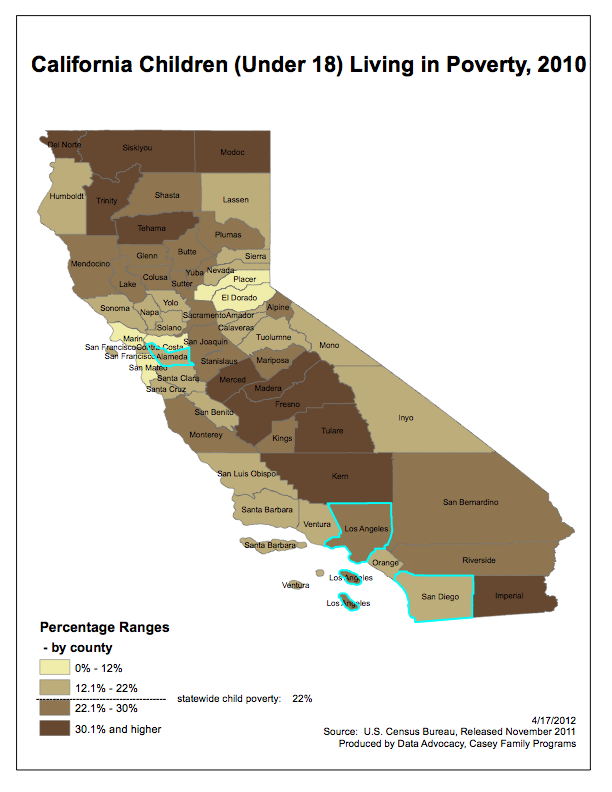 California Children (Under 18) Living in Poverty, 2010
Del Norte
Siskiyou
Modoc
Humboldt
Trinity
Shasta
Lassen
Tehama
Plumas
Mendocino
Glenn
Butte
Sierra
Lake
Colusa
Yuba
Nevada
Sutter
Placer
El Dorado
Sonoma
Napa
Yolo
Sacramento
Amador
Alpine
Solano
Calaveras
Marin
Contra Costa
San Joaquin
Tuolumne
Mono
San Francisco
San Francisco
Alameda
Stanislaus
Mariposa
San Mateo
Santa Clara
Merced
Madera
Santa Cruz
Fresno
San Benito
Inyo
Monterey
Kings
Tulare
San Luis Obispo
Kern
San Bernardino
Santa Barbara
Ventura
Los Angeles
Santa Barbara
Orange
Riverside
Ventura
Los Angeles
Los Angeles
San Diego
Imperial
Percentage Ranges
- by county
0% - 12%
12.1% - 22%
statewide child poverty: 22%
22.1% - 30%
30.1% and higher
4/17/2012
Source: U.S. Census Bureau, Released November 2011
Produced by Data Advocacy, Casey Family Programs